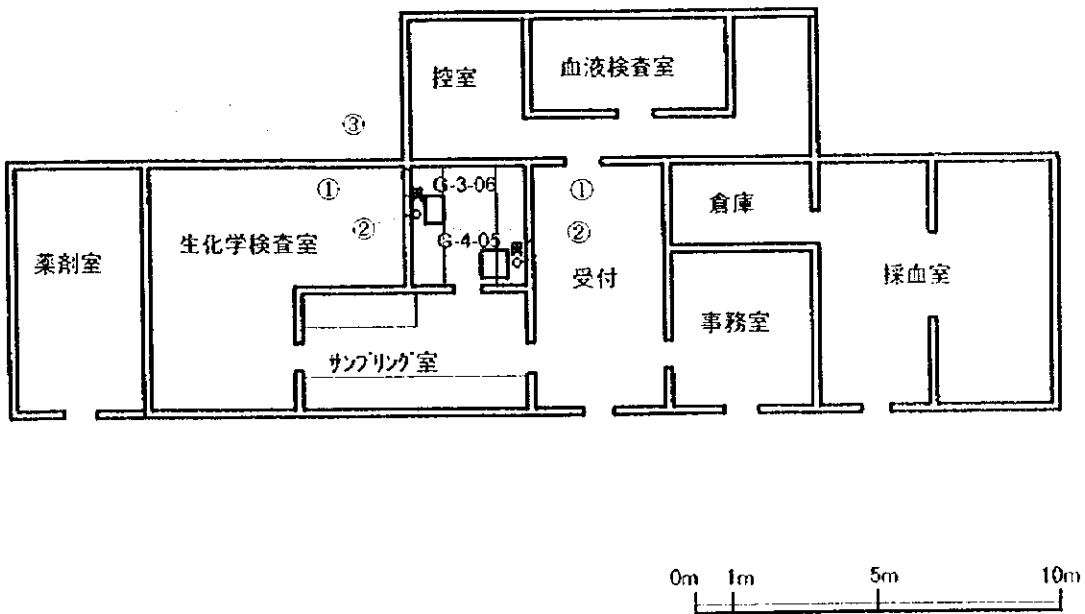 控室
血液検査室
③
①
G-3-06
①
倉庫
②
G-4-05
②
生化学検査室
薬剤室
受付
採血室
事務室
サンプリング室
0m 1m 5m 10m